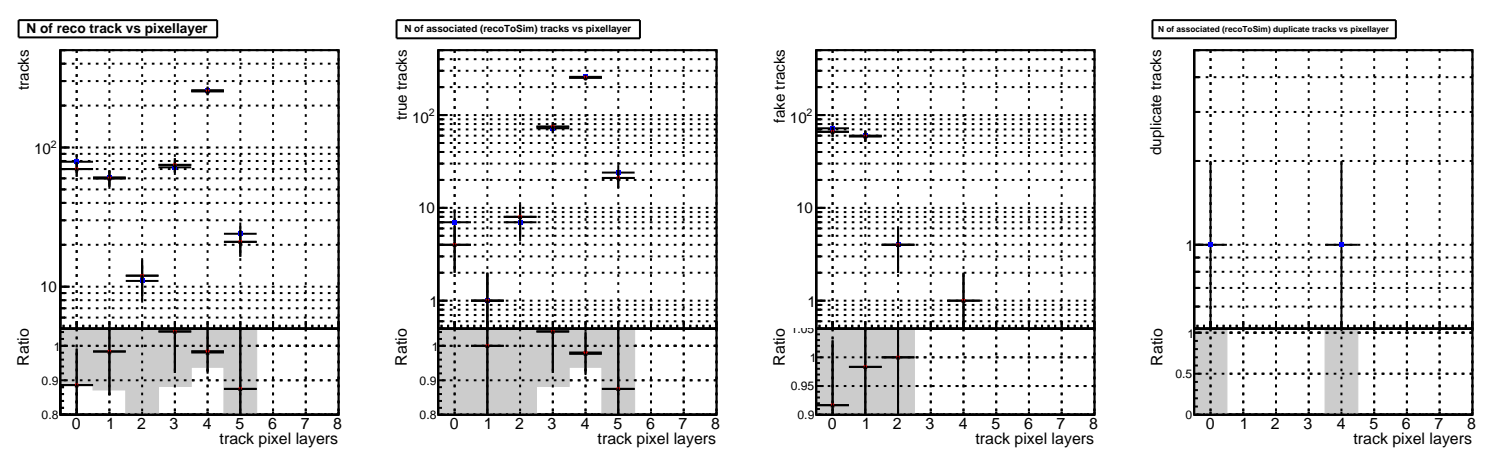 N of reco track vs pixellayer
tracks
10²
10
Ratio
1
0.9
0.8
0 1 2 3 4 5 6 7 8
track pixel layers
N of associated (recoToSim) tracks vs pixellayer
true tracks
10²
10
1
Ratio
1
0.9
0.8
0 1 2 3 4 5 6 7 8
track pixel layers
fake tracks
10²
10
1
Ratio
1.05
1
0.95
0.9
0 1 2 3 4 5 6 7 8
track pixel layers
N of associated (recoToSim) duplicate tracks vs pixellayer
duplicate tracks
1
Ratio
1
0.5
0
0 1 2 3 4 5 6 7 8
track pixel layers